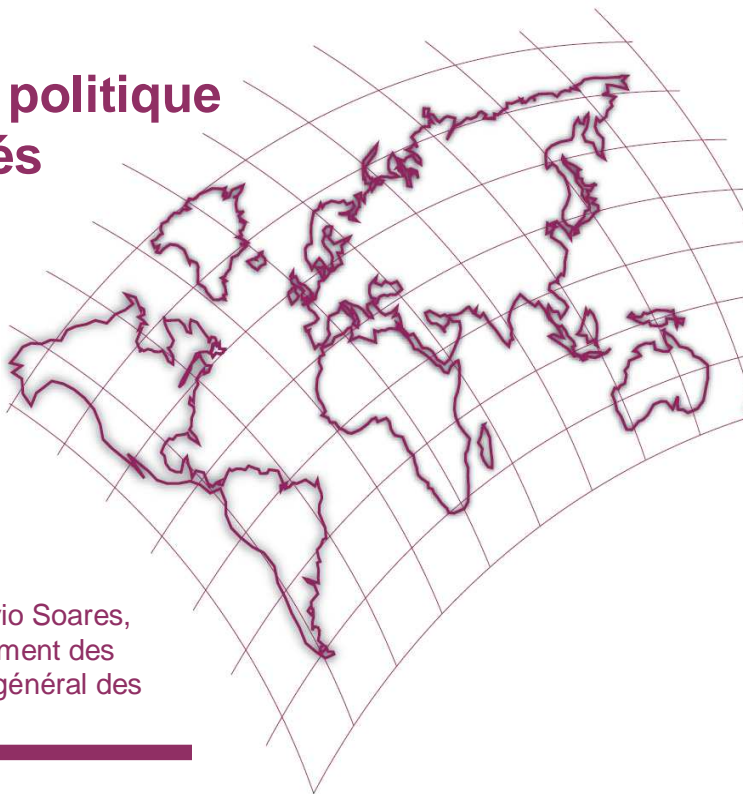 politique
és
rio Soares,
ment des
général des